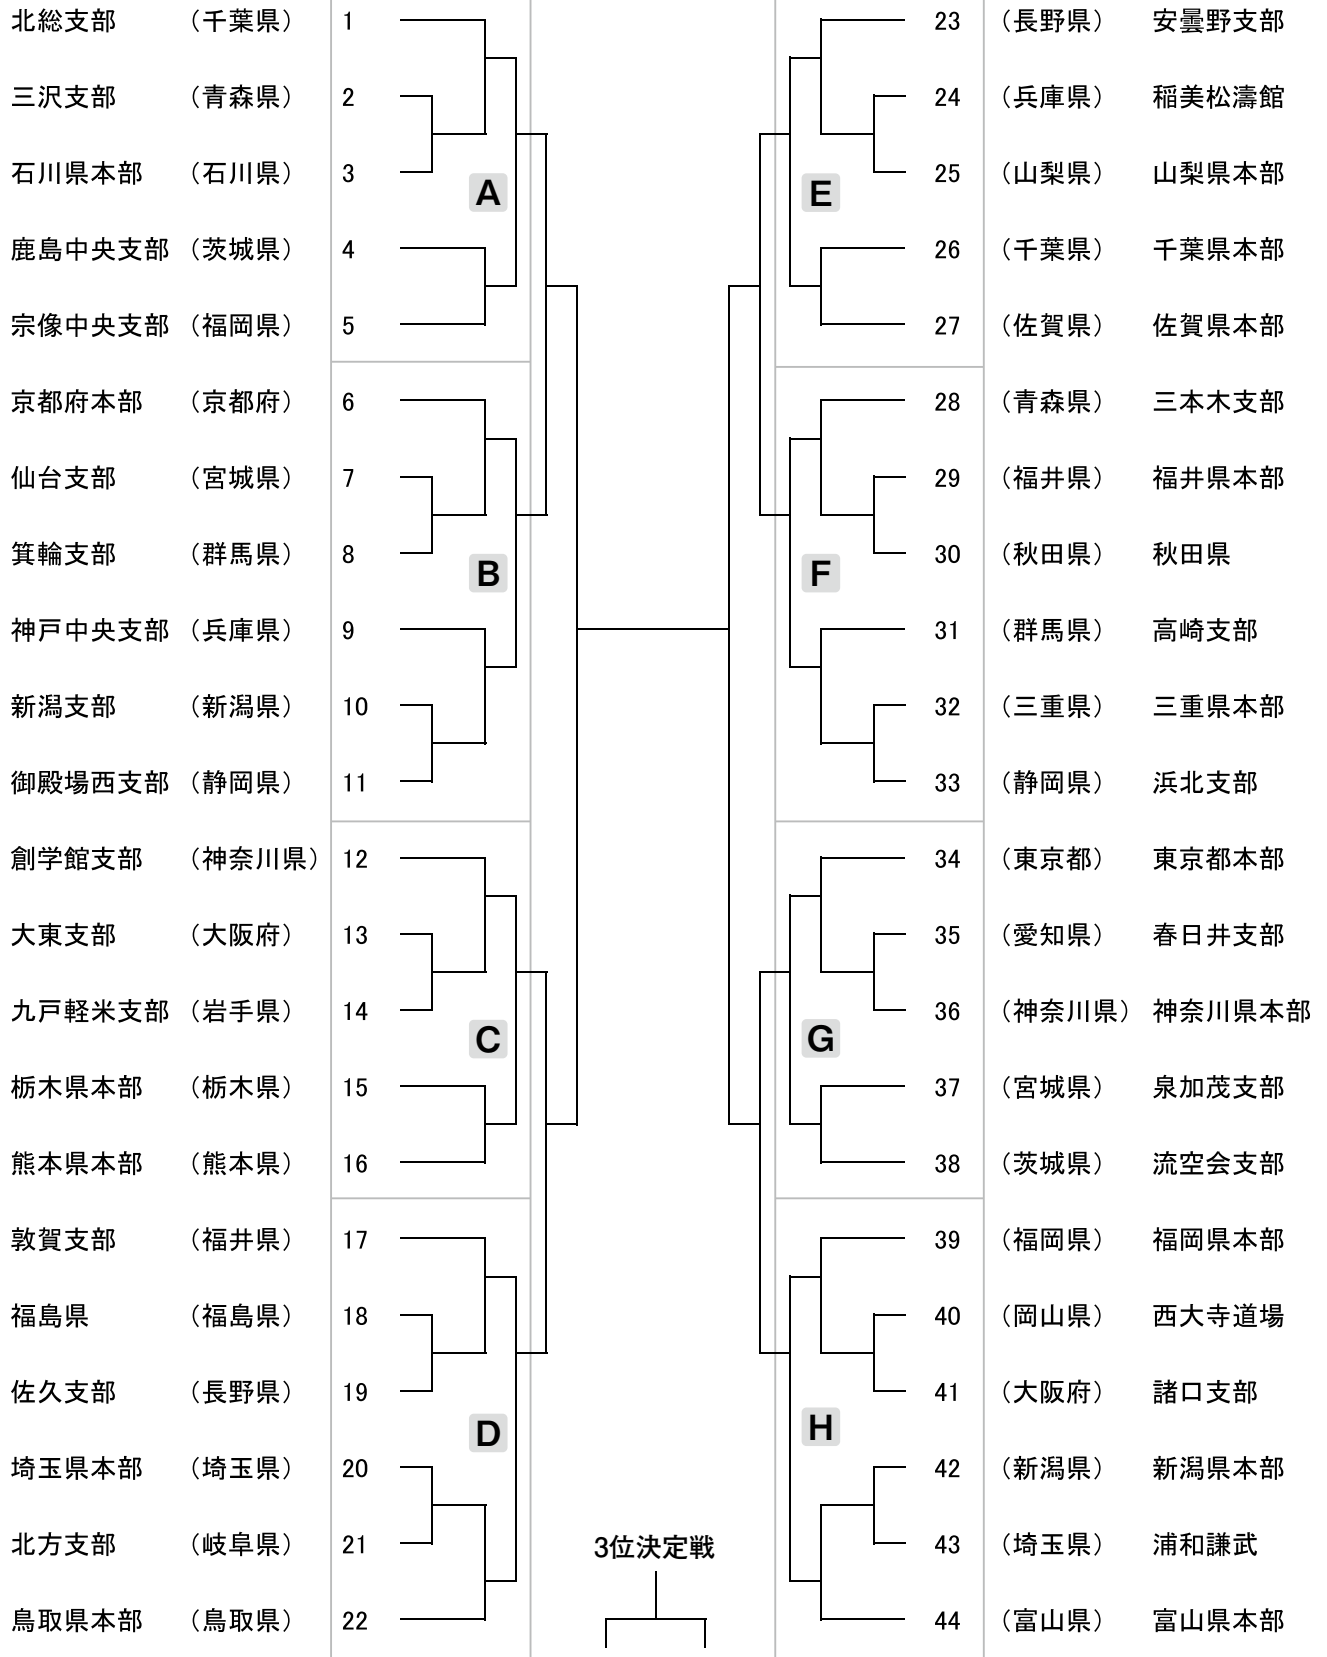 北総支部 （千葉県） 1 23 （長野県） 安曇野支部
三沢支部 （青森県） 2 24 （兵庫県） 稲美松濤館
石川県本部 （石川県） 3 25 （山梨県） 山梨県本部
A E
鹿島中央支部 （茨城県） 4 26 （千葉県） 千葉県本部
宗像中央支部 （福岡県） 5 27 （佐賀県） 佐賀県本部
京都府本部 （京都府） 6 28 （青森県） 三本木支部
仙台支部 （宮城県） 7 29 （福井県） 福井県本部
箕輪支部 （群馬県） 8 30 （秋田県） 秋田県
B F
神戸中央支部 （兵庫県） 9 31 （群馬県） 高崎支部
新潟支部 （新潟県） 10 32 （三重県） 三重県本部
御殿場西支部 （静岡県） 11 33 （静岡県） 浜北支部
創学館支部 （神奈川県） 12 34 （東京都） 東京都本部
大東支部 （大阪府） 13 35 （愛知県） 春日井支部
九戸軽米支部 （岩手県） 14 36 （神奈川県） 神奈川県本部
C G
栃木県本部 （栃木県） 15 37 （宮城県） 泉加茂支部
熊本県本部 （熊本県） 16 38 （茨城県） 流空会支部
敦賀支部 （福井県） 17 39 （福岡県） 福岡県本部
福島県 （福島県） 18 40 （岡山県） 西大寺道場
佐久支部 （長野県） 19 41 （大阪府） 諸口支部
D H
埼玉県本部 （埼玉県） 20 42 （新潟県） 新潟県本部
北方支部 （岐阜県） 21 3位決定戦 43 （埼玉県） 浦和謙武
鳥取県本部 （鳥取県） 22 44 （富山県） 富山県本部